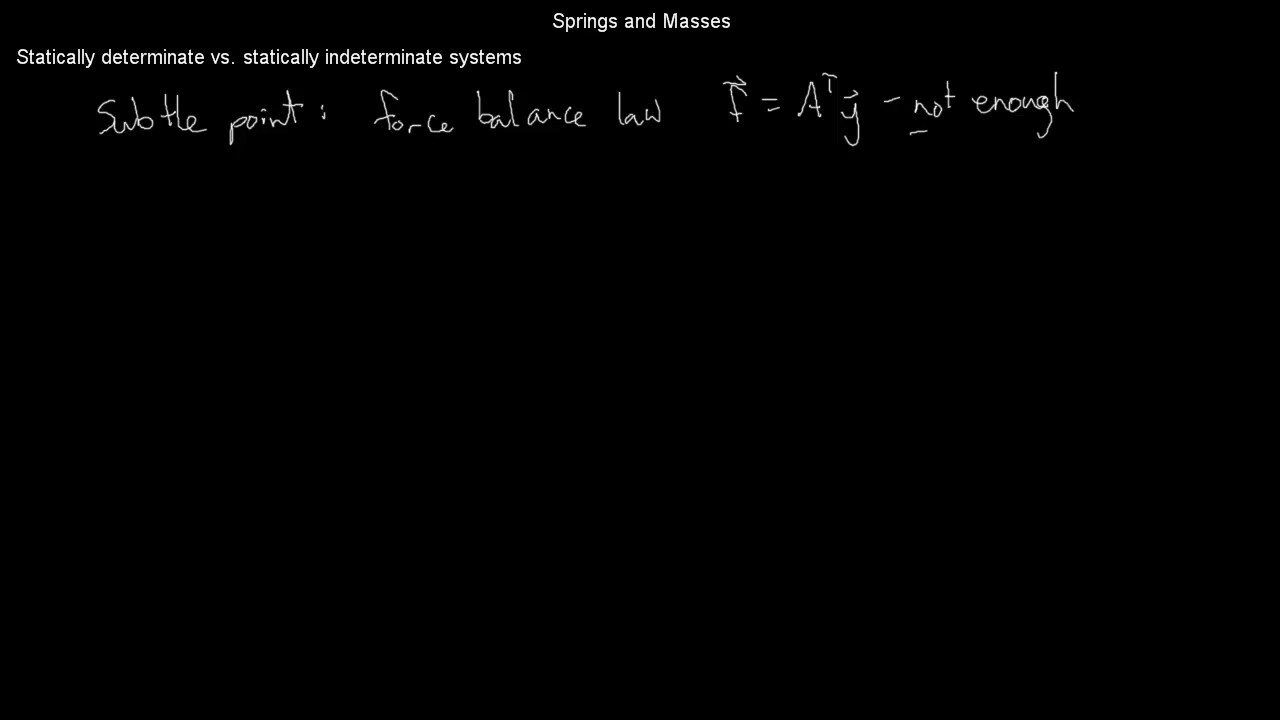 Springs and Masses
Statically determinate vs. statically indeterminate systems
Subtle point: force balance law f⃗ = Aᵀy⃗ - not enough